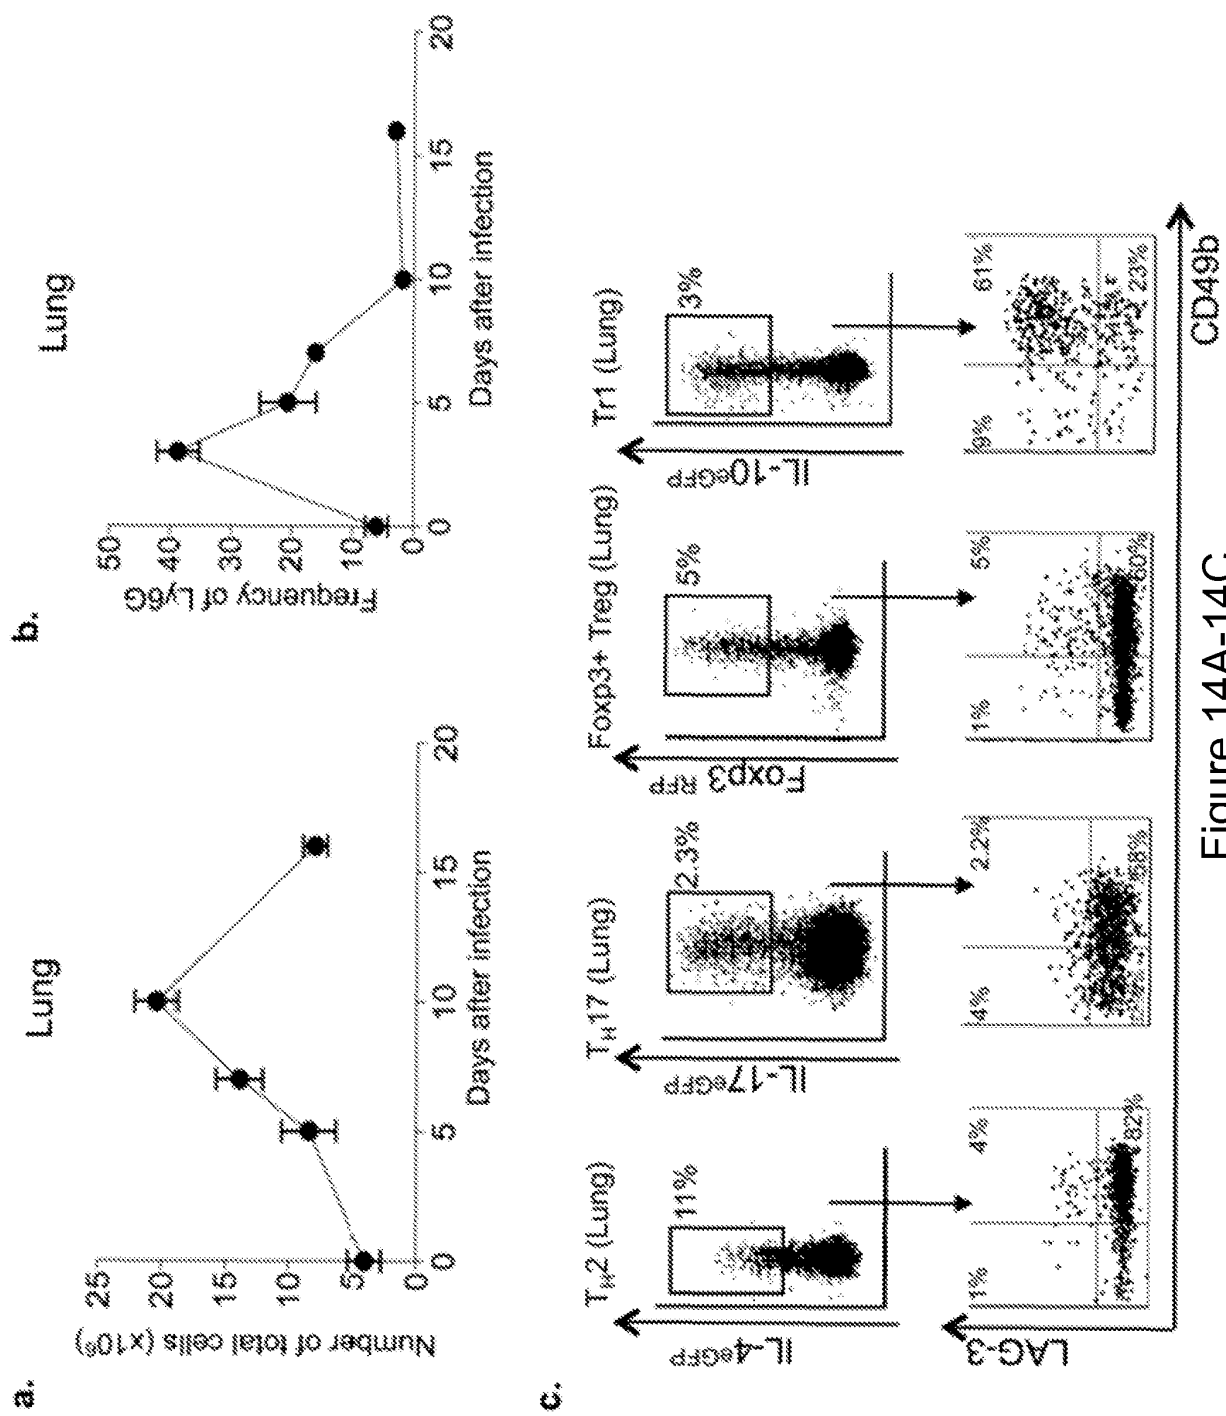 a.
Lung
Number of total cells (x10⁶)
25
20
15
10
5
0
0 5 10 15 20
Days after infection
b.
Lung
Frequency of Ly6G
50
40
30
20
10
0
0 5 10 15 20
Days after infection
c.
TH2 (Lung)
IL-4eGFP
11%
TH17 (Lung)
IL-17eGFP
2.3%
Foxp3+ Treg (Lung)
Foxp3 RFP
5%
Tr1 (Lung)
IL-10eGFP
3%
LAG-3
1% 4%
82%
4% 2.2%
58%
1% 5%
60%
9% 61%
23%
CD49b
Figure 14A-14C